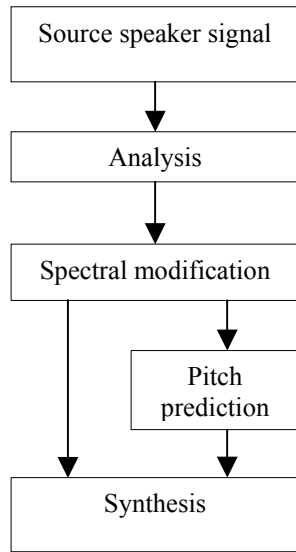 Source speaker signal
Analysis
Spectral modification
Pitch
prediction
Synthesis